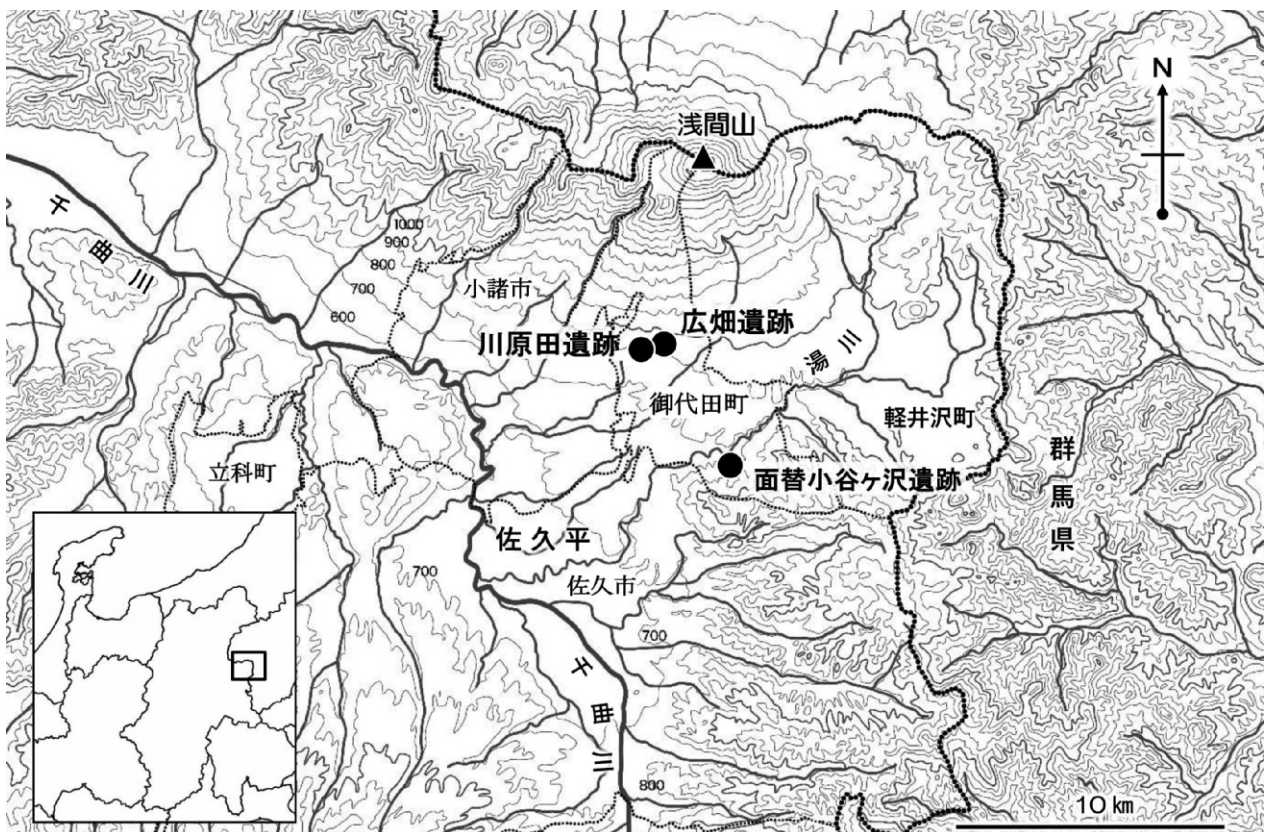 N
浅間山
千曲川
1000
900
800
700
600
小諸市
広畑遺跡
川原田遺跡
湯川
御代田町
軽井沢町
立科町
面替小谷ヶ沢遺跡
群馬県
佐久平
700
佐久市
700
千曲川
800
10km